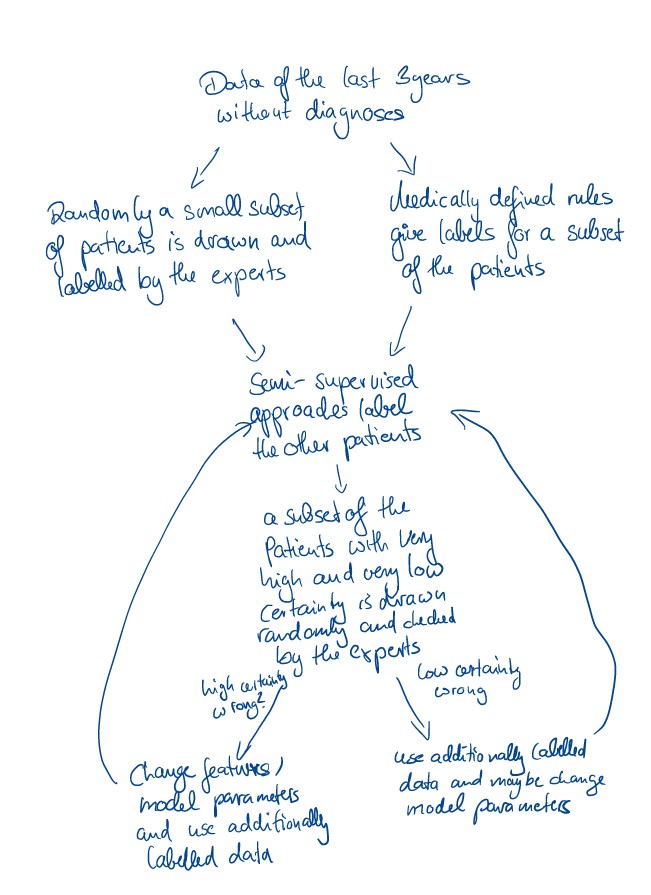 Data of the last 3 years
without diagnoses
Randomly a small subset
of patients is drawn and
labelled by the experts
Medically defined rules
give labels for a subset
of the patients
Semi-supervised
approades label
the other patients
a subset of the
Patients with very
high and very low
certainty is drawn
randomly and checked
by the experts
high certainty
wrong?
low certainty
wrong
Change features,
model parameters
and use additionally
labelled data
use additionally labelled
data and maybe change
model parameters